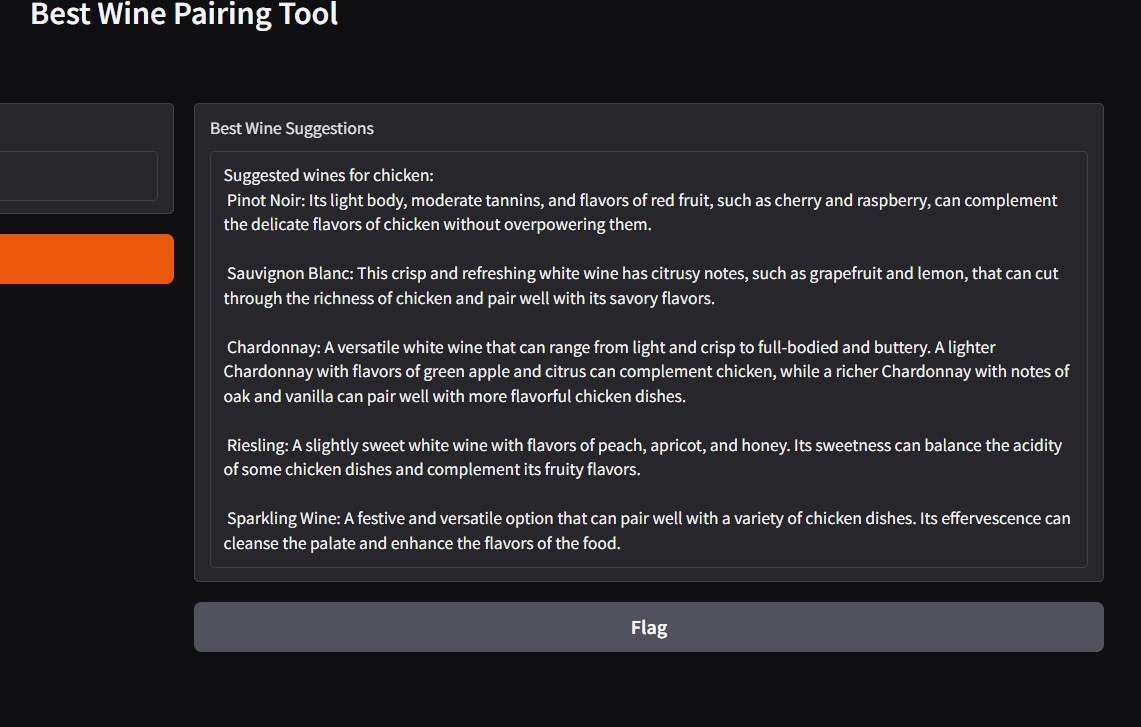 Best Wine Pairing Tool
Best Wine Suggestions
Suggested wines for chicken:
Pinot Noir: Its light body, moderate tannins, and flavors of red fruit, such as cherry and raspberry, can complement
the delicate flavors of chicken without overpowering them.
Sauvignon Blanc: This crisp and refreshing white wine has citrusy notes, such as grapefruit and lemon, that can cut
through the richness of chicken and pair well with its savory flavors.
Chardonnay: A versatile white wine that can range from light and crisp to full-bodied and buttery. A lighter
Chardonnay with flavors of green apple and citrus can complement chicken, while a richer Chardonnay with notes of
oak and vanilla can pair well with more flavorful chicken dishes.
Riesling: A slightly sweet white wine with flavors of peach, apricot, and honey. Its sweetness can balance the acidity
of some chicken dishes and complement its fruity flavors.
Sparkling Wine: A festive and versatile option that can pair well with a variety of chicken dishes. Its effervescence can
cleanse the palate and enhance the flavors of the food.
Flag